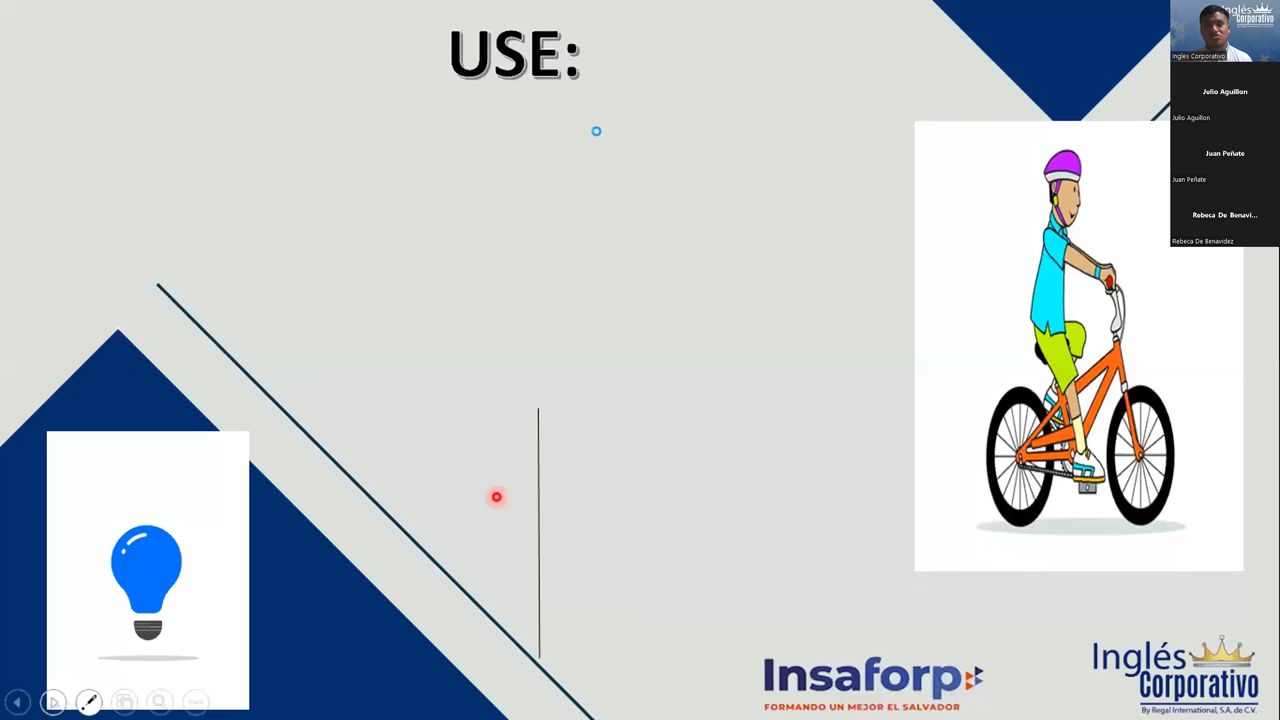 USE:
Inglés
Ingles Corporativo
Julio Aguillon
Julio Aguillon
Juan Peñate
Juan Peñate
Rebeca De Benavi...
Rebeca De Benavidez
Insaforp
FORMANDO UN MEJOR EL SALVADOR
Inglés
Corporativo
By Regal International, S.A. de C.V.